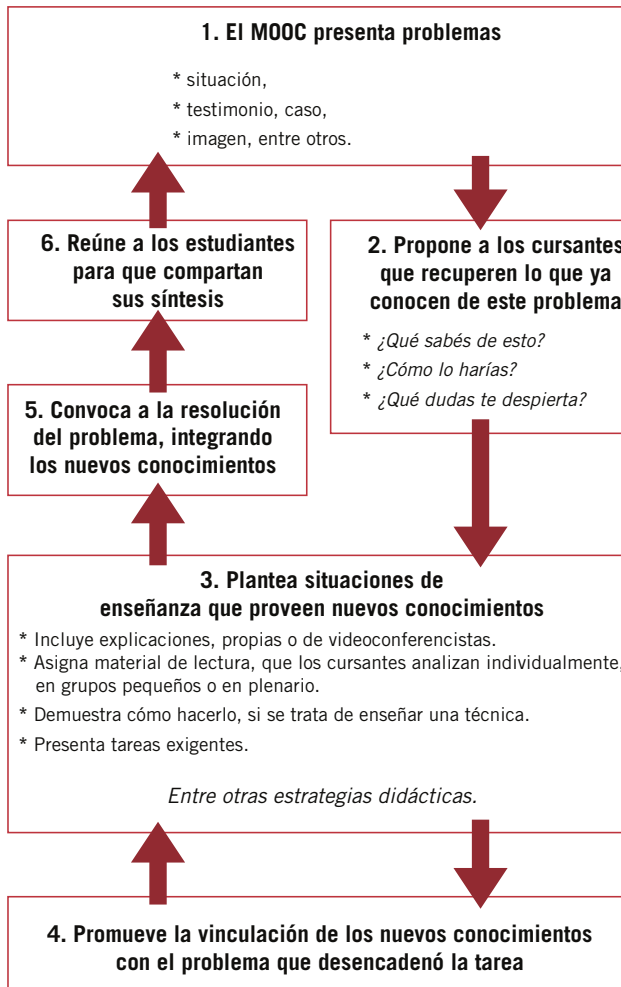 1. El MOOC presenta problemas
* situación,
* testimonio, caso,
* imagen, entre otros.
2. Propone a los cursantes
que recuperen lo que ya
conocen de este problema
* ¿Qué sabés de esto?
* ¿Cómo lo harías?
* ¿Qué dudas te despierta?
3. Plantea situaciones de
enseñanza que proveen nuevos conocimientos
* Incluye explicaciones, propias o de videoconferencistas.
* Asigna material de lectura, que los cursantes analizan individualmente,
en grupos pequeños o en plenario.
* Demuestra cómo hacerlo, si se trata de enseñar una técnica.
* Presenta tareas exigentes.
Entre otras estrategias didácticas.
4. Promueve la vinculación de los nuevos conocimientos
con el problema que desencadenó la tarea
5. Convoca a la resolución
del problema, integrando
los nuevos conocimientos
6. Reúne a los estudiantes
para que compartan
sus síntesis